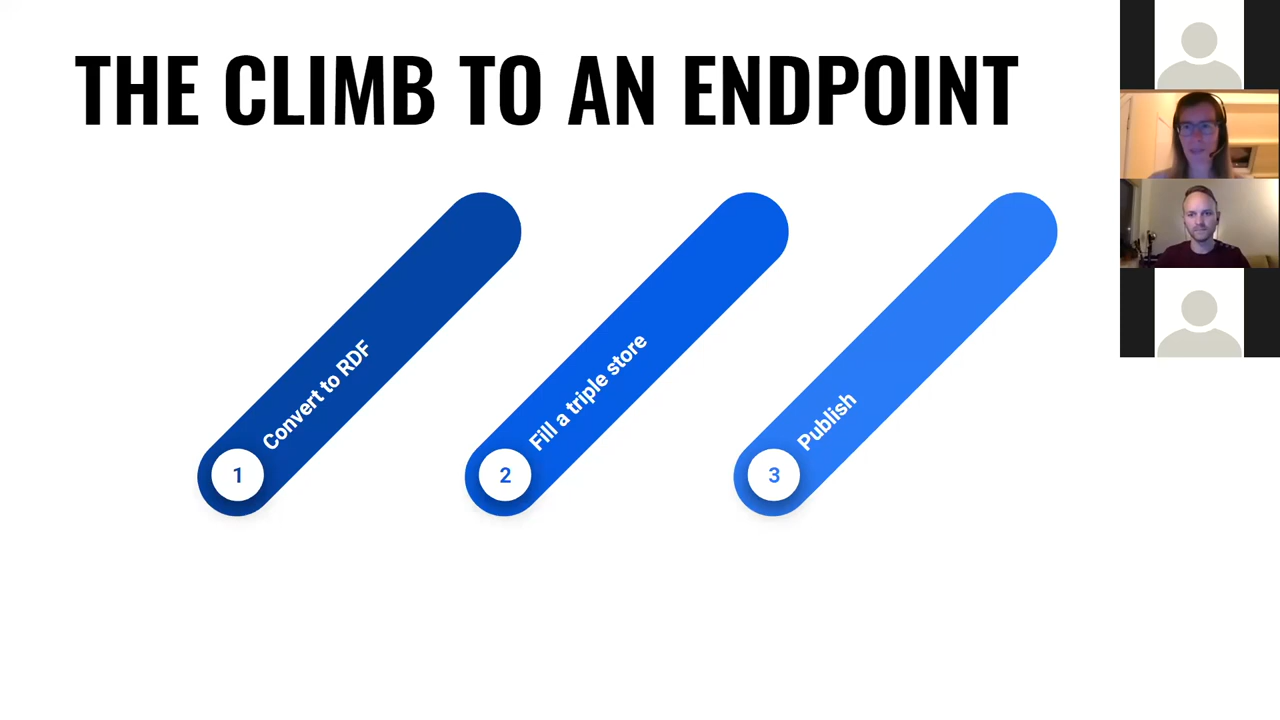 THE CLIMB TO AN ENDPOINT
1
Convert to RDF
2
Fill a triple store
3
Publish